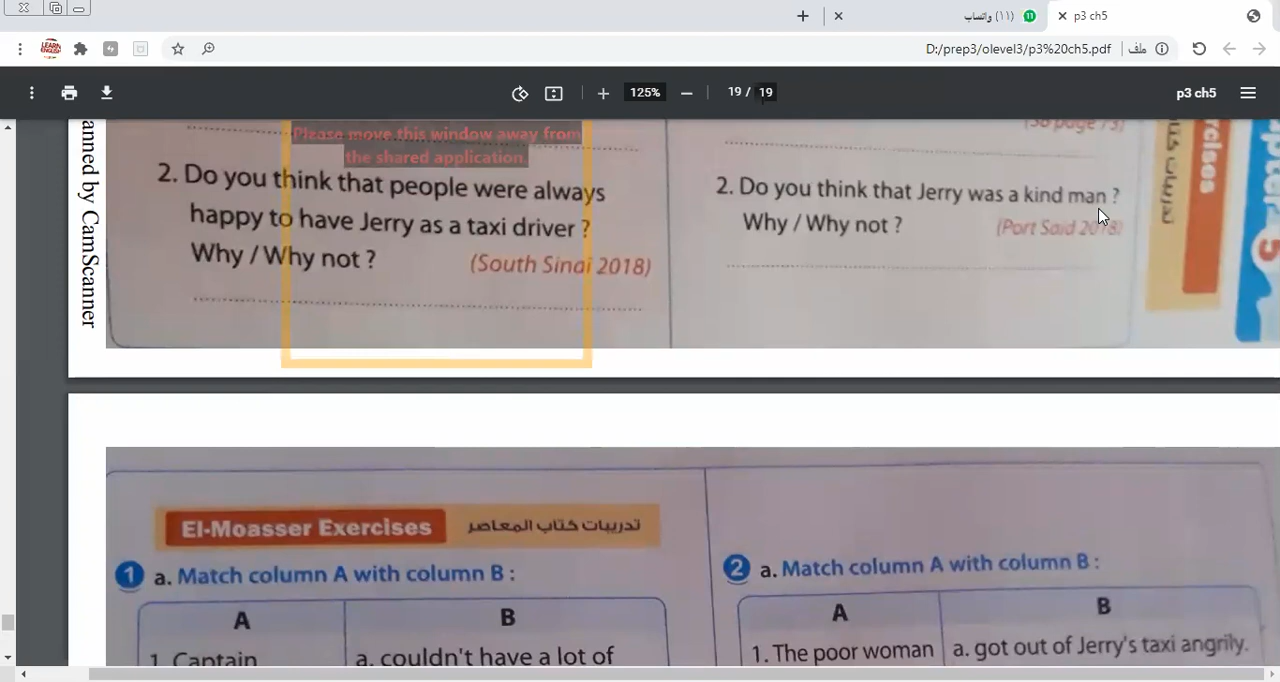 p3 ch5
(١١) واتساب
D:/prep3/olevel3/p3%20ch5.pdf
ملف
p3 ch5
19 / 19
125%
anned by CamScanner
Please move this window away from
the shared application.
2. Do you think that people were always
happy to have Jerry as a taxi driver ?
Why / Why not ?
(South Sinai 2018)
2. Do you think that Jerry was a kind man ?
Why / Why not ?
(Port Said 2018)
rcises
5
El-Moasser Exercises
تدريبات كتاب المعاصر
1 a. Match column A with column B :
A
B
1. Captain
a. couldn't have a lot of
2 a. Match column A with column B :
A
B
1. The poor woman
a. got out of Jerry's taxi angrily.